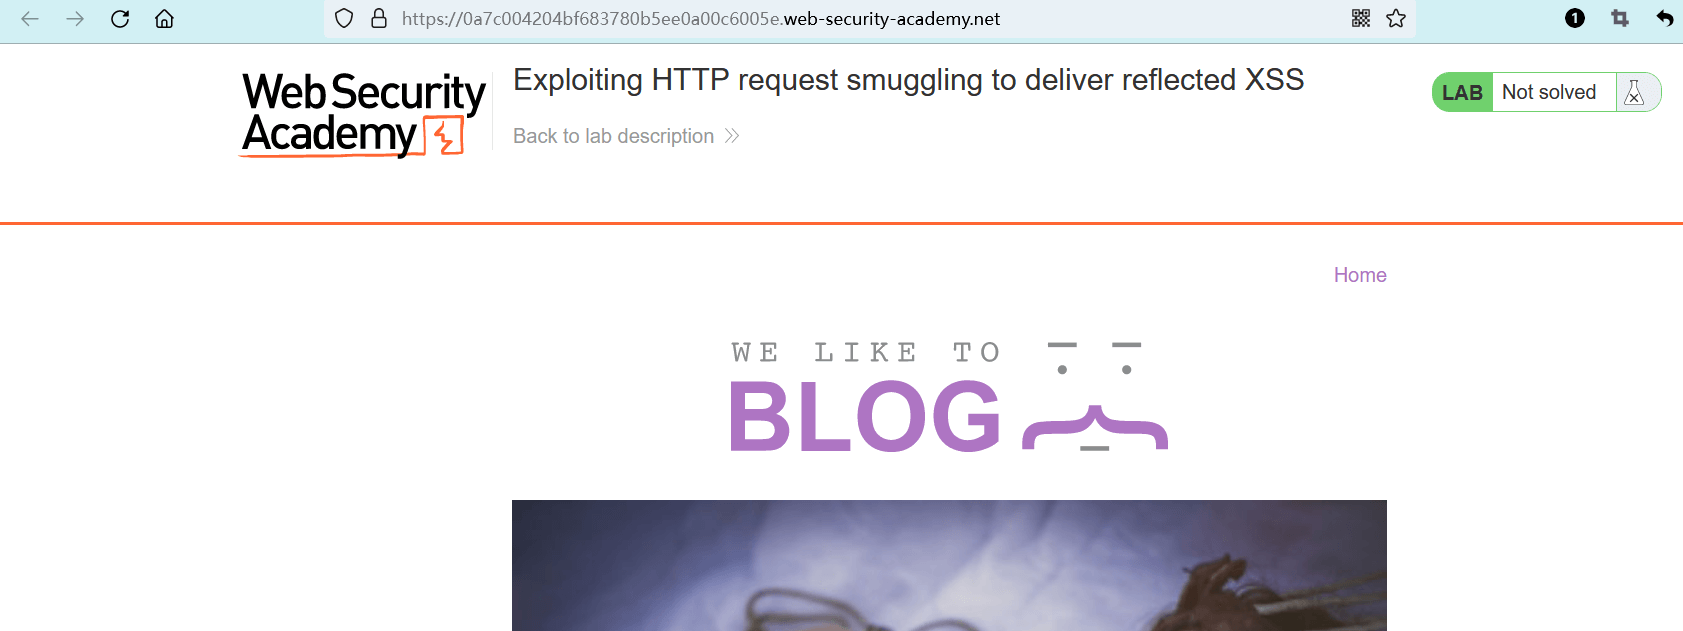 https://0a7c004204bf683780b5ee0a00c6005e.web-security-academy.net
1
Web Security
Academy
Exploiting HTTP request smuggling to deliver reflected XSS
Back to lab description
LAB Not solved
Home
WE LIKE TO
BLOG